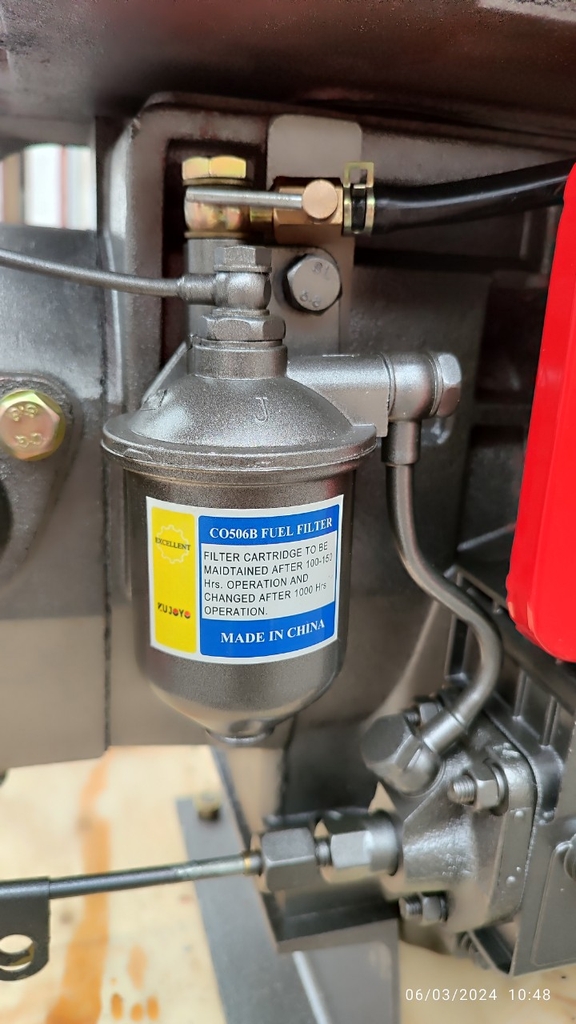 J
EXCELLENT
KUJOYO
CO506B FUEL FILTER
FILTER CARTRIDGE TO BE
MAIDTAINED AFTER 100-150
Hrs. OPERATION AND
CHANGED AFTER 1000 Hrs
OPERATION.
MADE IN CHINA
06/03/2024 10:48